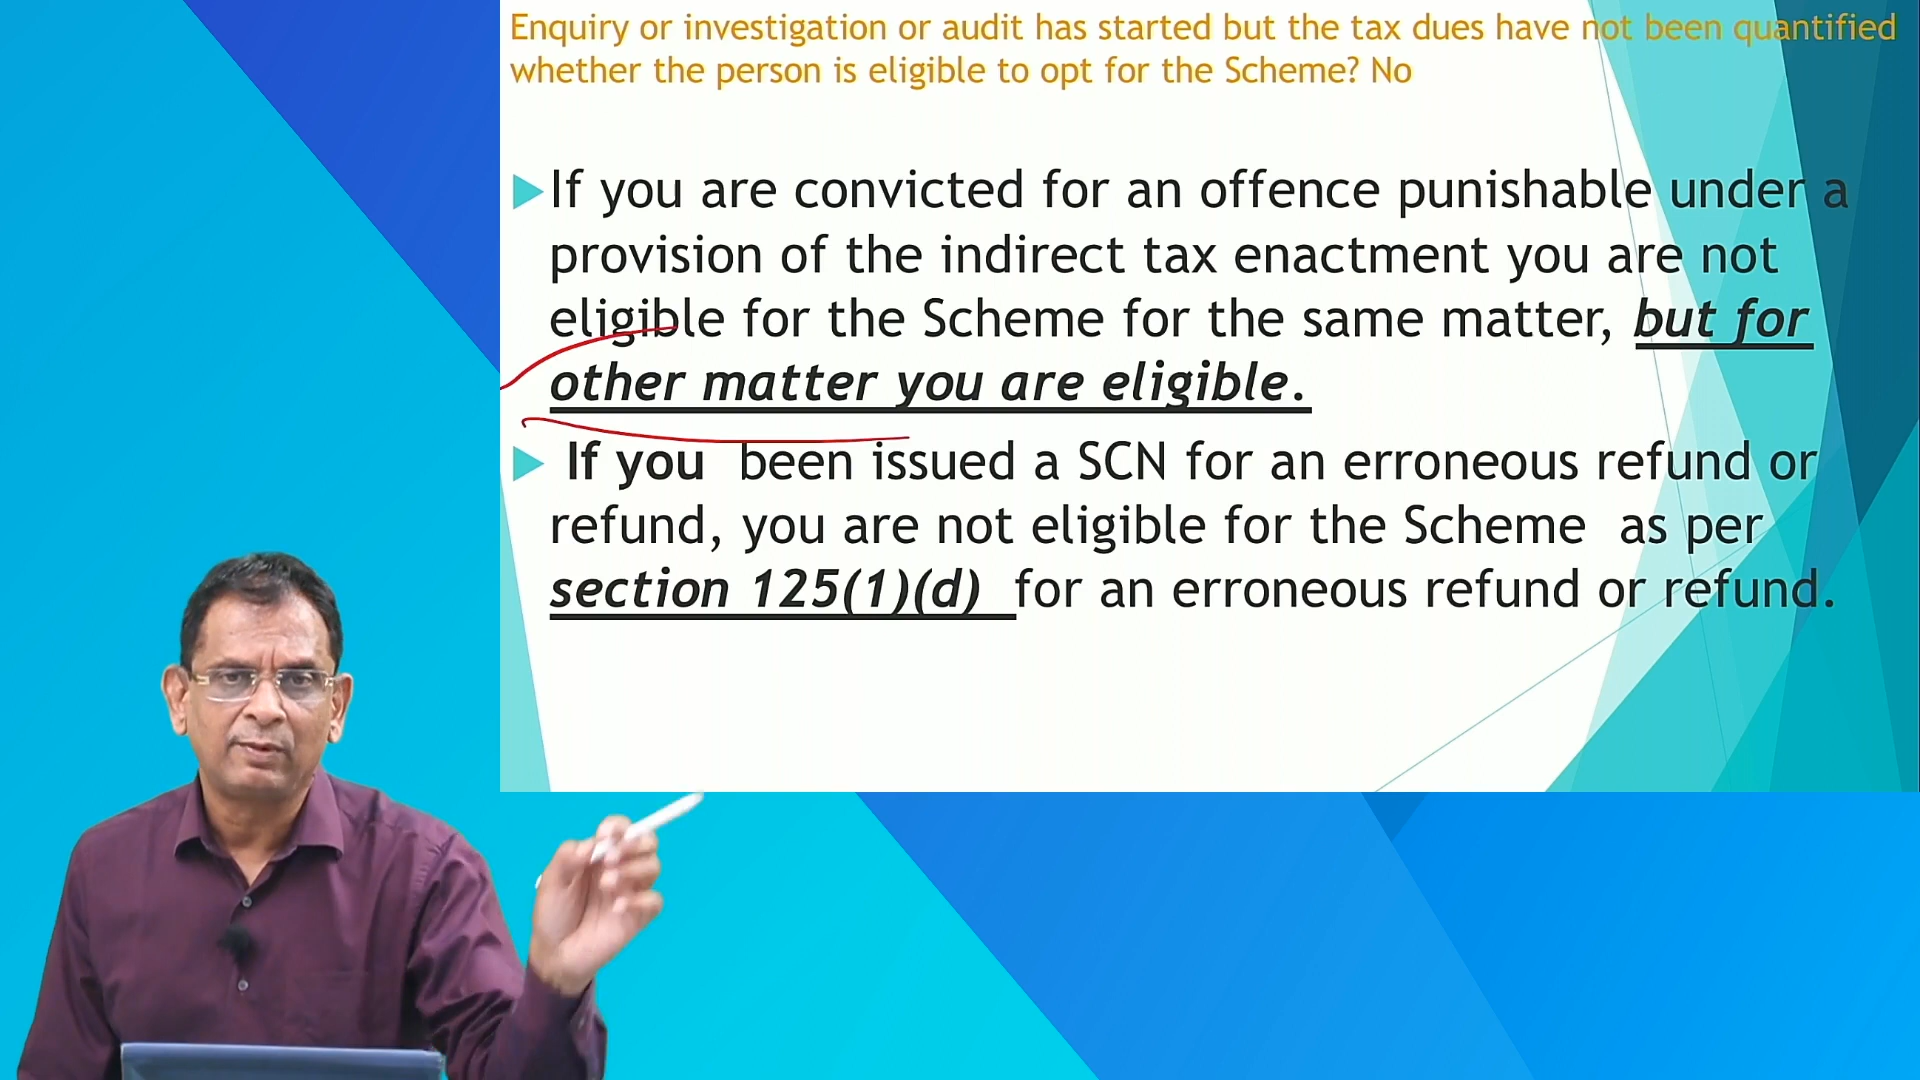 Enquiry or investigation or audit has started but the tax dues have not been quantified
whether the person is eligible to opt for the Scheme? No
If you are convicted for an offence punishable under a
provision of the indirect tax enactment you are not
eligible for the Scheme for the same matter, but for
other matter you are eligible.
If you been issued a SCN for an erroneous refund or
refund, you are not eligible for the Scheme as per
section 125(1)(d) for an erroneous refund or refund.